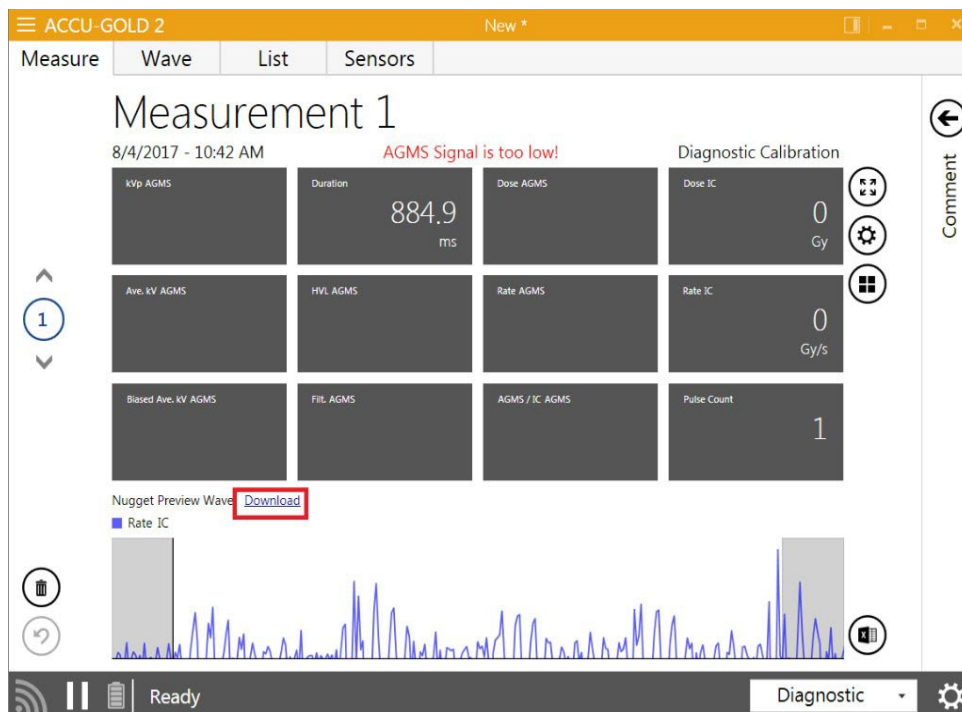 ACCU-GOLD 2
New *
Measure Wave List Sensors
Measurement 1
8/4/2017 - 10:42 AM AGMS Signal is too low! Diagnostic Calibration
Comment
kVp AGMS
Duration
884.9
ms
Dose AGMS
Dose IC
0
Gy
1
Ave. kV AGMS
HVL AGMS
Rate AGMS
Rate IC
0
Gy/s
Biased Ave. kV AGMS
Filt. AGMS
AGMS / IC AGMS
Pulse Count
1
Nugget Preview Wave Download
Rate IC
Ready
Diagnostic